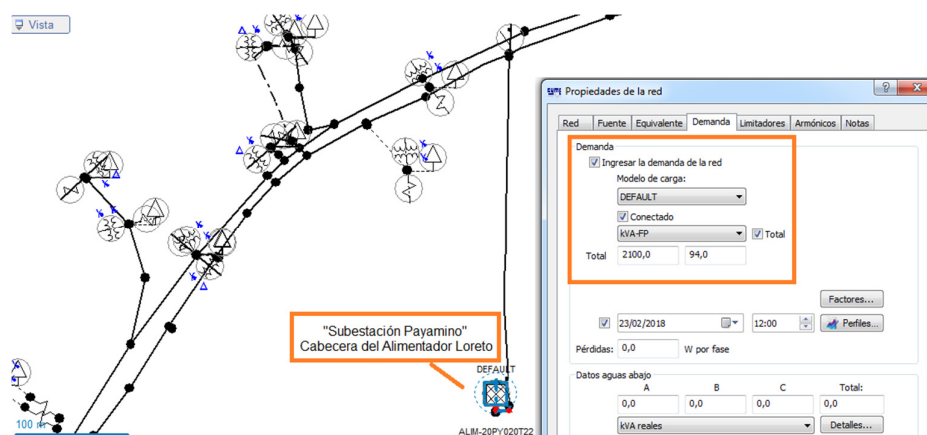 Vista
"Subestación Payamino"
Cabecera del Alimentador Loreto
DEFAULT
ALIM-20PY020T22
100 m
Propiedades de la red
Red Fuente Equivalente Demanda Limitadores Armónicos Notas
Demanda
Ingresar la demanda de la red
Modelo de carga:
DEFAULT
Conectado
kVA-FP Total
Total 2100,0 94,0
Factores...
23/02/2018 12:00 Perfiles...
Pérdidas: 0,0 W por fase
Datos aguas abajo
A B C Total:
0,0 0,0 0,0 0,0
kVA reales Detalles...